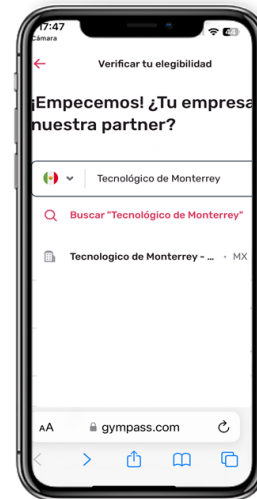 17:47
Cámara
Verificar tu elegibilidad
¡Empecemos! ¿Tu empresa
nuestra partner?
Tecnológico de Monterrey
Buscar "Tecnológico de Monterrey"
Tecnologico de Monterrey - ... • MX
AA gympass.com